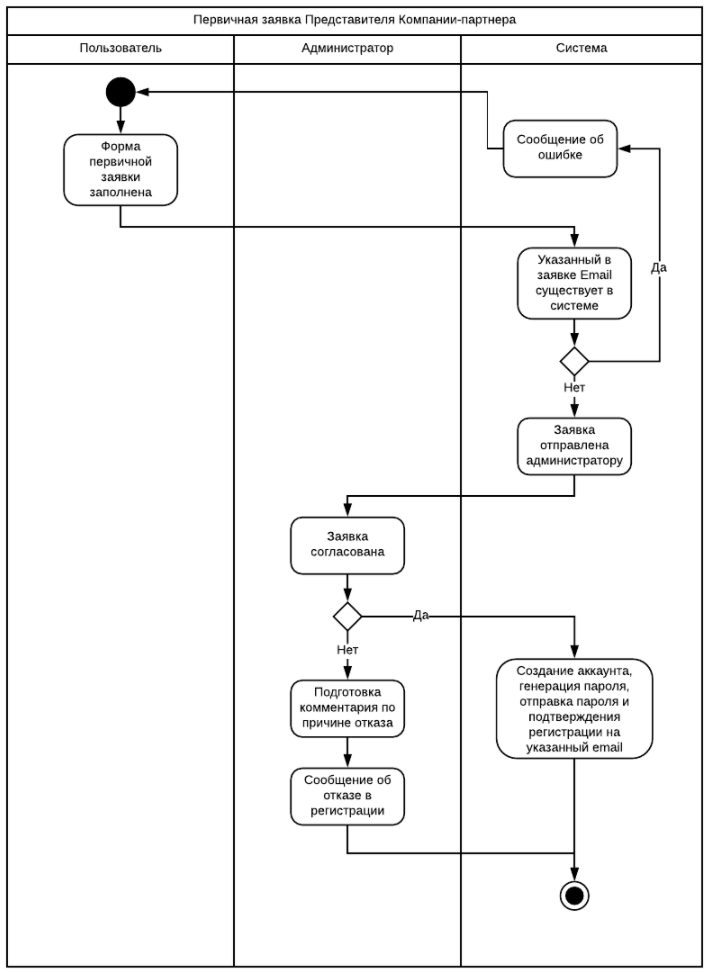 Первичная заявка Представителя Компании-партнера
Пользователь
Администратор
Система
Сообщение об
ошибке
Форма
первичной
заявки
заполнена
Указанный в
заявке Email
существует в
системе
Да
Нет
Заявка
отправлена
администратору
Заявка
согласована
Да
Нет
Подготовка
комментария по
причине отказа
Создание аккаунта,
генерация пароля,
отправка пароля и
подтверждения
регистрации на
указанный email
Сообщение об
отказе в
регистрации